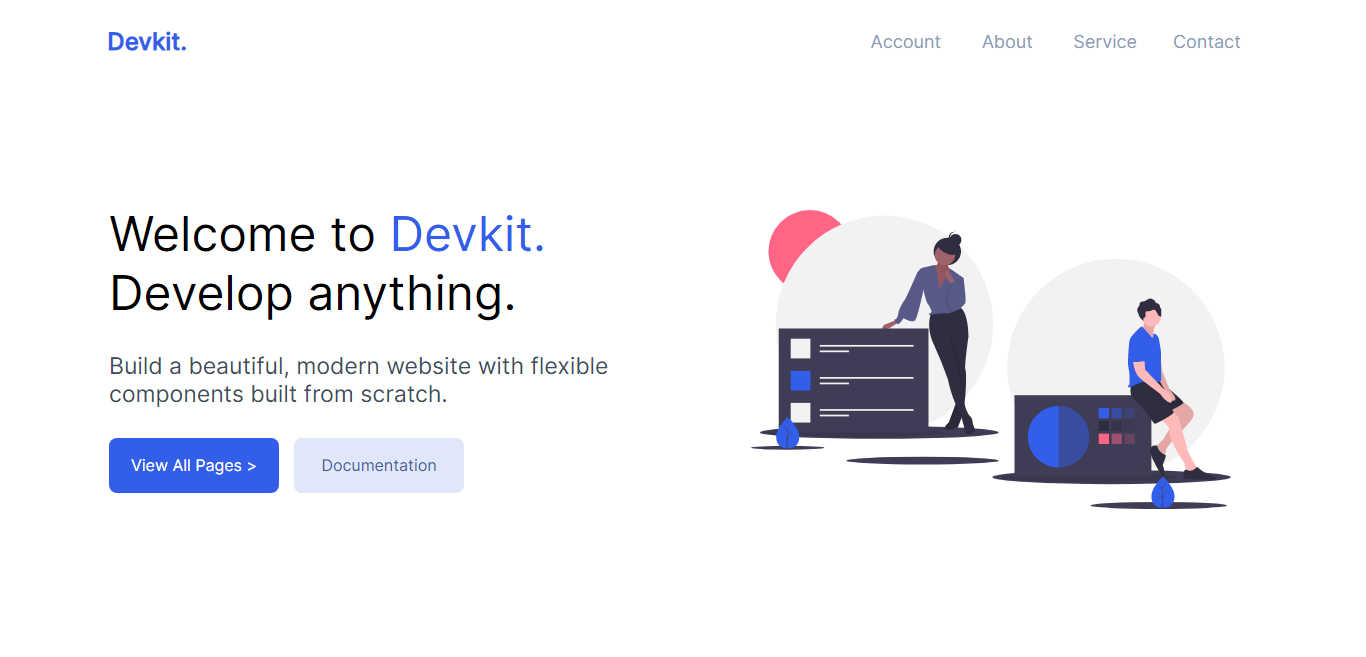 Devkit.
Account About Service Contact
Welcome to Devkit.
Develop anything.
Build a beautiful, modern website with flexible
components built from scratch.
View All Pages >
Documentation